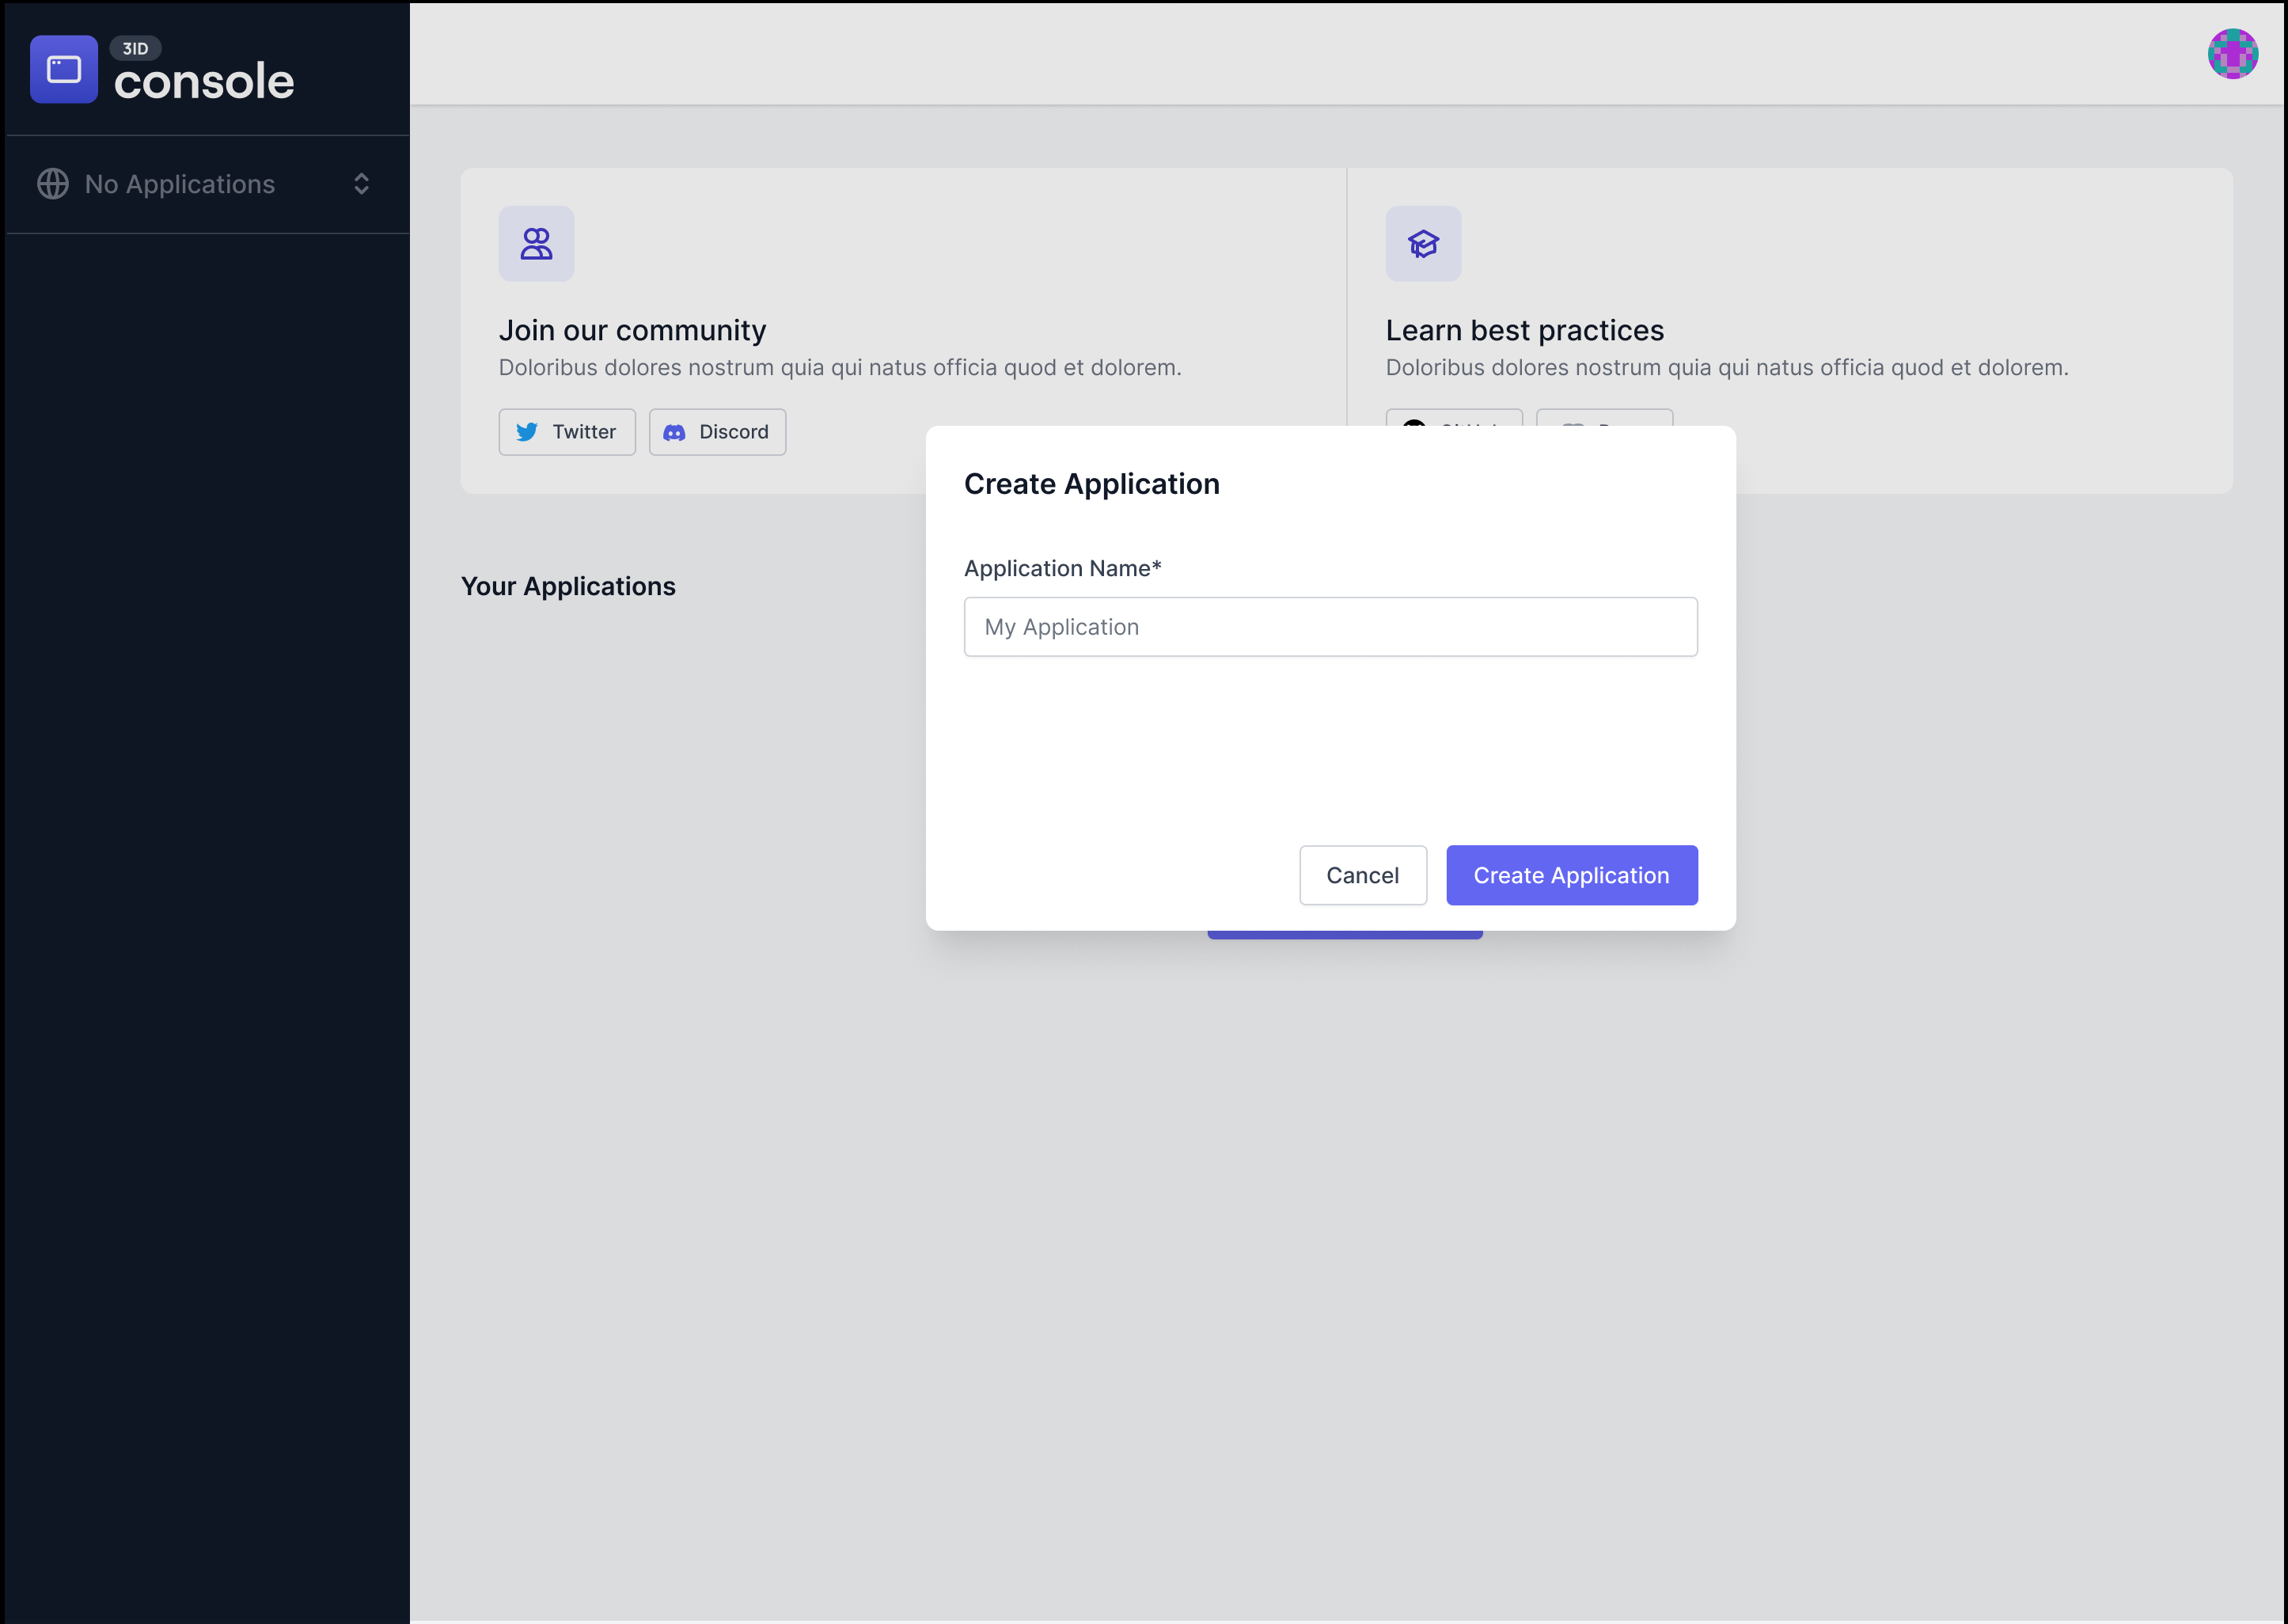 3ID
console
No Applications
Join our community
Doloribus dolores nostrum quia qui natus officia quod et dolorem.
Twitter
Discord
Learn best practices
Doloribus dolores nostrum quia qui natus officia quod et dolorem.
Your Applications
Create Application
Application Name*
My Application
Cancel
Create Application